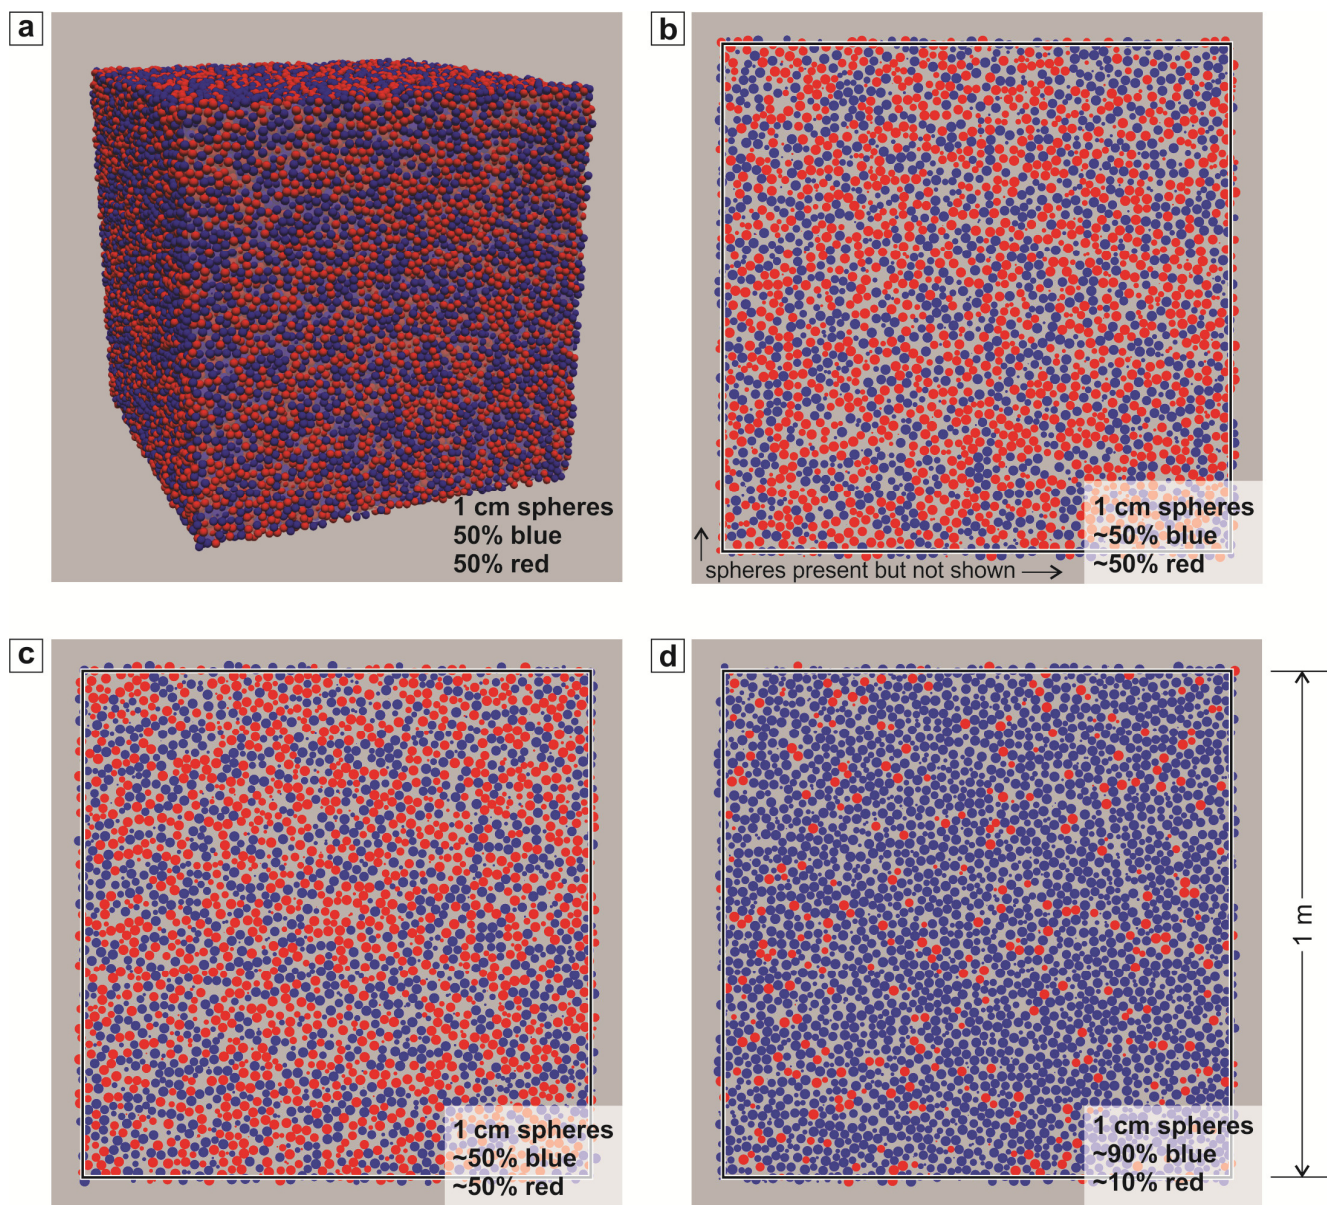 a
1 cm spheres
50% blue
50% red
b
1 cm spheres
~50% blue
~50% red
spheres present but not shown
c
1 cm spheres
~50% blue
~50% red
d
1 cm spheres
~90% blue
~10% red
1 m